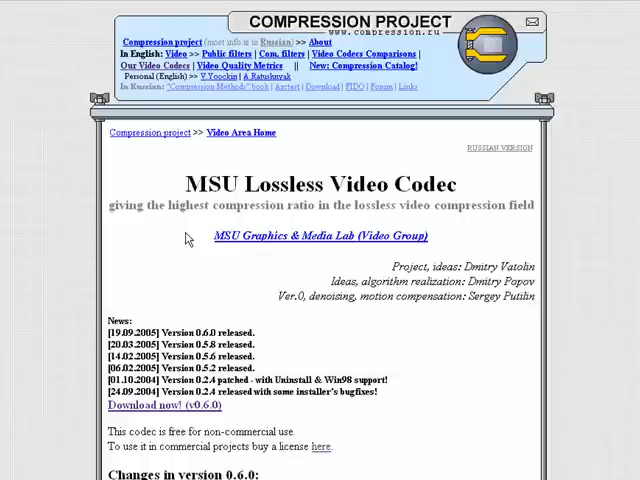 COMPRESSION PROJECT
www.compression.ru
Compression project (most info is in Russian) >> About
In English: Video >> Public filters | Com. filters | Video Codecs Comparisons |
Our Video Codecs | Video Quality Metrics || New: Compression Catalog!
Personal (English) >> V.Yoockin | A.Ratushnyak
In Russian: "Compression Methods" book | Arctest | Download | FIDO | Forum | Links
Compression project >> Video Area Home
RUSSIAN VERSION
MSU Lossless Video Codec
giving the highest compression ratio in the lossless video compression field
MSU Graphics & Media Lab (Video Group)
Project, ideas: Dmitry Vatolin
Ideas, algorithm realization: Dmitry Popov
Ver.0, denoising, motion compensation: Sergey Putilin
News:
[19.09.2005] Version 0.6.0 released.
[20.03.2005] Version 0.5.8 released.
[14.02.2005] Version 0.5.6 released.
[06.02.2005] Version 0.5.2 released.
[01.10.2004] Version 0.2.4 patched - with Uninstall & Win98 support!
[24.09.2004] Version 0.2.4 released with some installer's bugfixes!
Download now! (v0.6.0)
This codec is free for non-commercial use.
To use it in commercial projects buy a license here.
Changes in version 0.6.0: